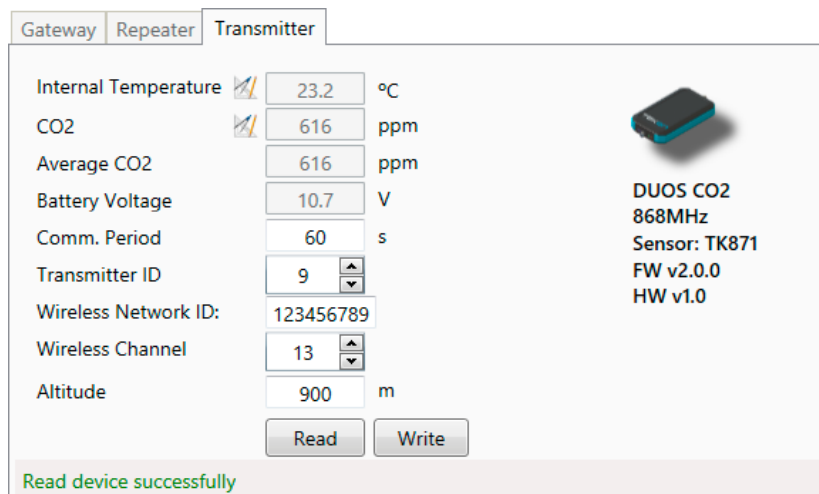 Gateway Repeater Transmitter
Internal Temperature 23.2 ºC
CO2 616 ppm
Average CO2 616 ppm
Battery Voltage 10.7 V
Comm. Period 60 s
Transmitter ID 9
Wireless Network ID: 123456789
Wireless Channel 13
Altitude 900 m
Read Write
Read device successfully
DUOS CO2
868MHz
Sensor: TK871
FW v2.0.0
HW v1.0